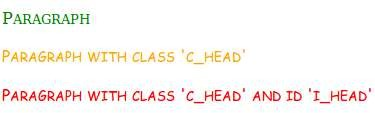 Paragraph
Paragraph with class 'c_head'
Paragraph with class 'c_head' and id 'i_head'